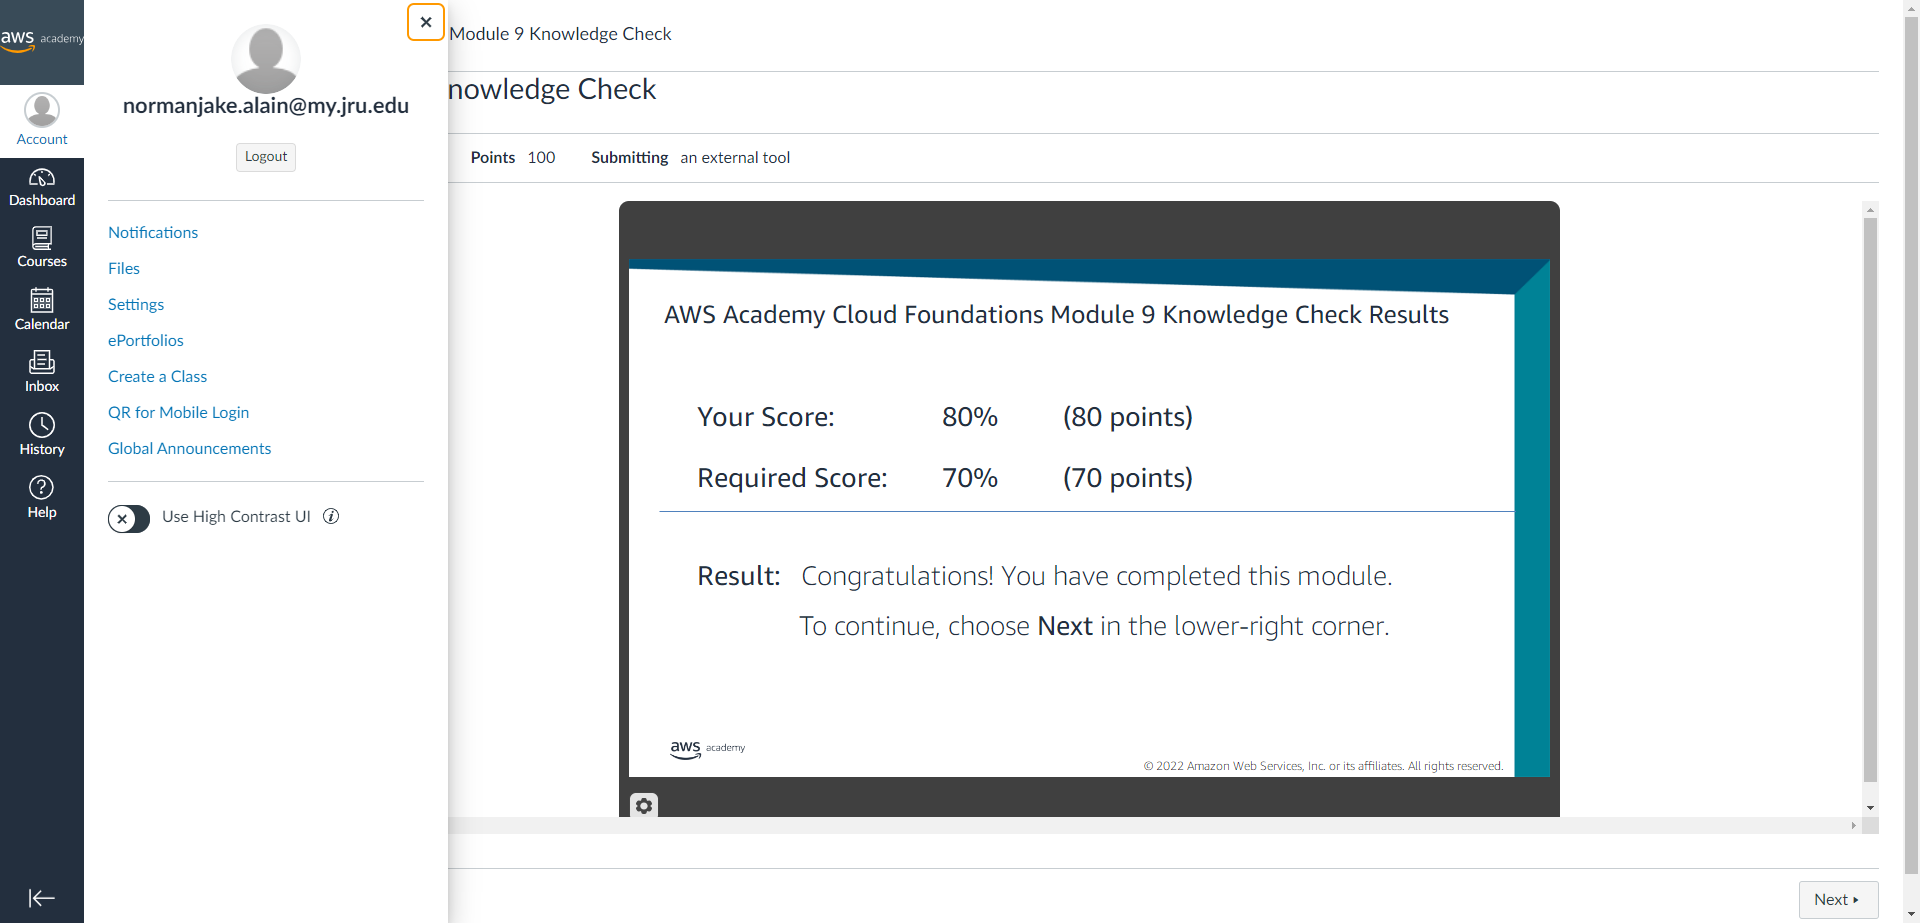 aws academy
Account
Dashboard
Courses
Calendar
Inbox
History
Help
normanjake.alain@my.jru.edu
Logout
Notifications
Files
Settings
ePortfolios
Create a Class
QR for Mobile Login
Global Announcements
Use High Contrast UI
Module 9 Knowledge Check
nowledge Check
Points 100 Submitting an external tool
AWS Academy Cloud Foundations Module 9 Knowledge Check Results
Your Score: 80% (80 points)
Required Score: 70% (70 points)
Result: Congratulations! You have completed this module.
To continue, choose Next in the lower-right corner.
aws academy
© 2022 Amazon Web Services, Inc. or its affiliates. All rights reserved.
Next